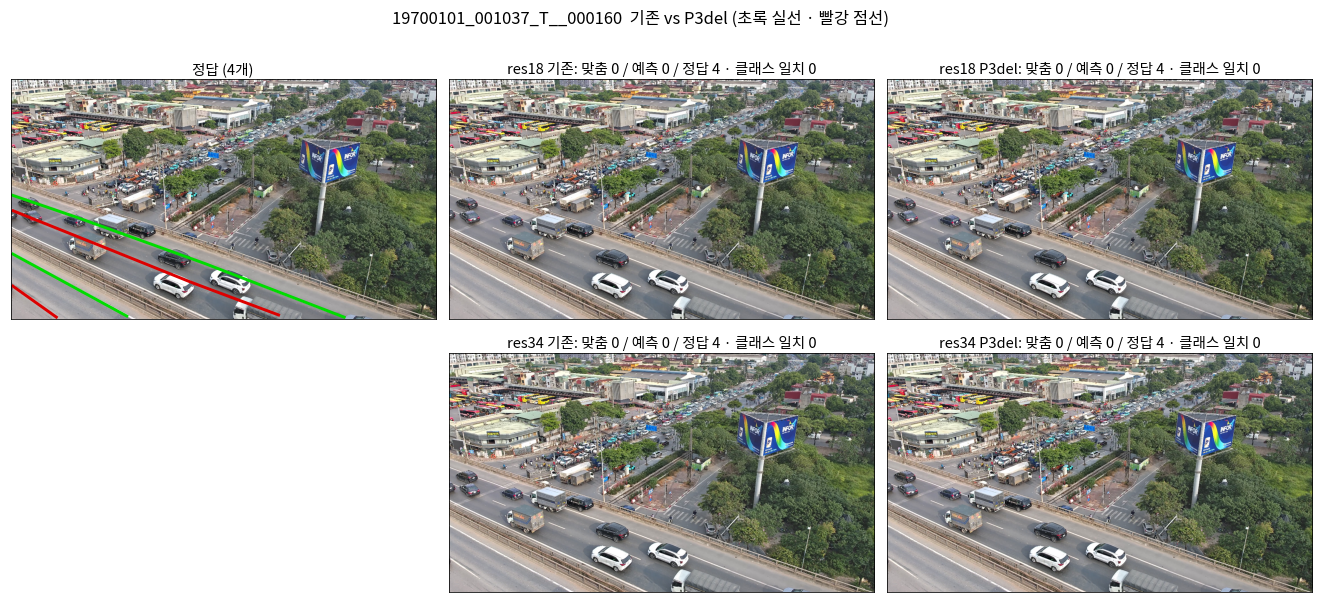 19700101_001037_T__000160 기존 vs P3del (초록 실선 · 빨강 점선)
정답 (4개)
res18 기존: 맞춤 0 / 예측 0 / 정답 4 · 클래스 일치 0
res18 P3del: 맞춤 0 / 예측 0 / 정답 4 · 클래스 일치 0
res34 기존: 맞춤 0 / 예측 0 / 정답 4 · 클래스 일치 0
res34 P3del: 맞춤 0 / 예측 0 / 정답 4 · 클래스 일치 0